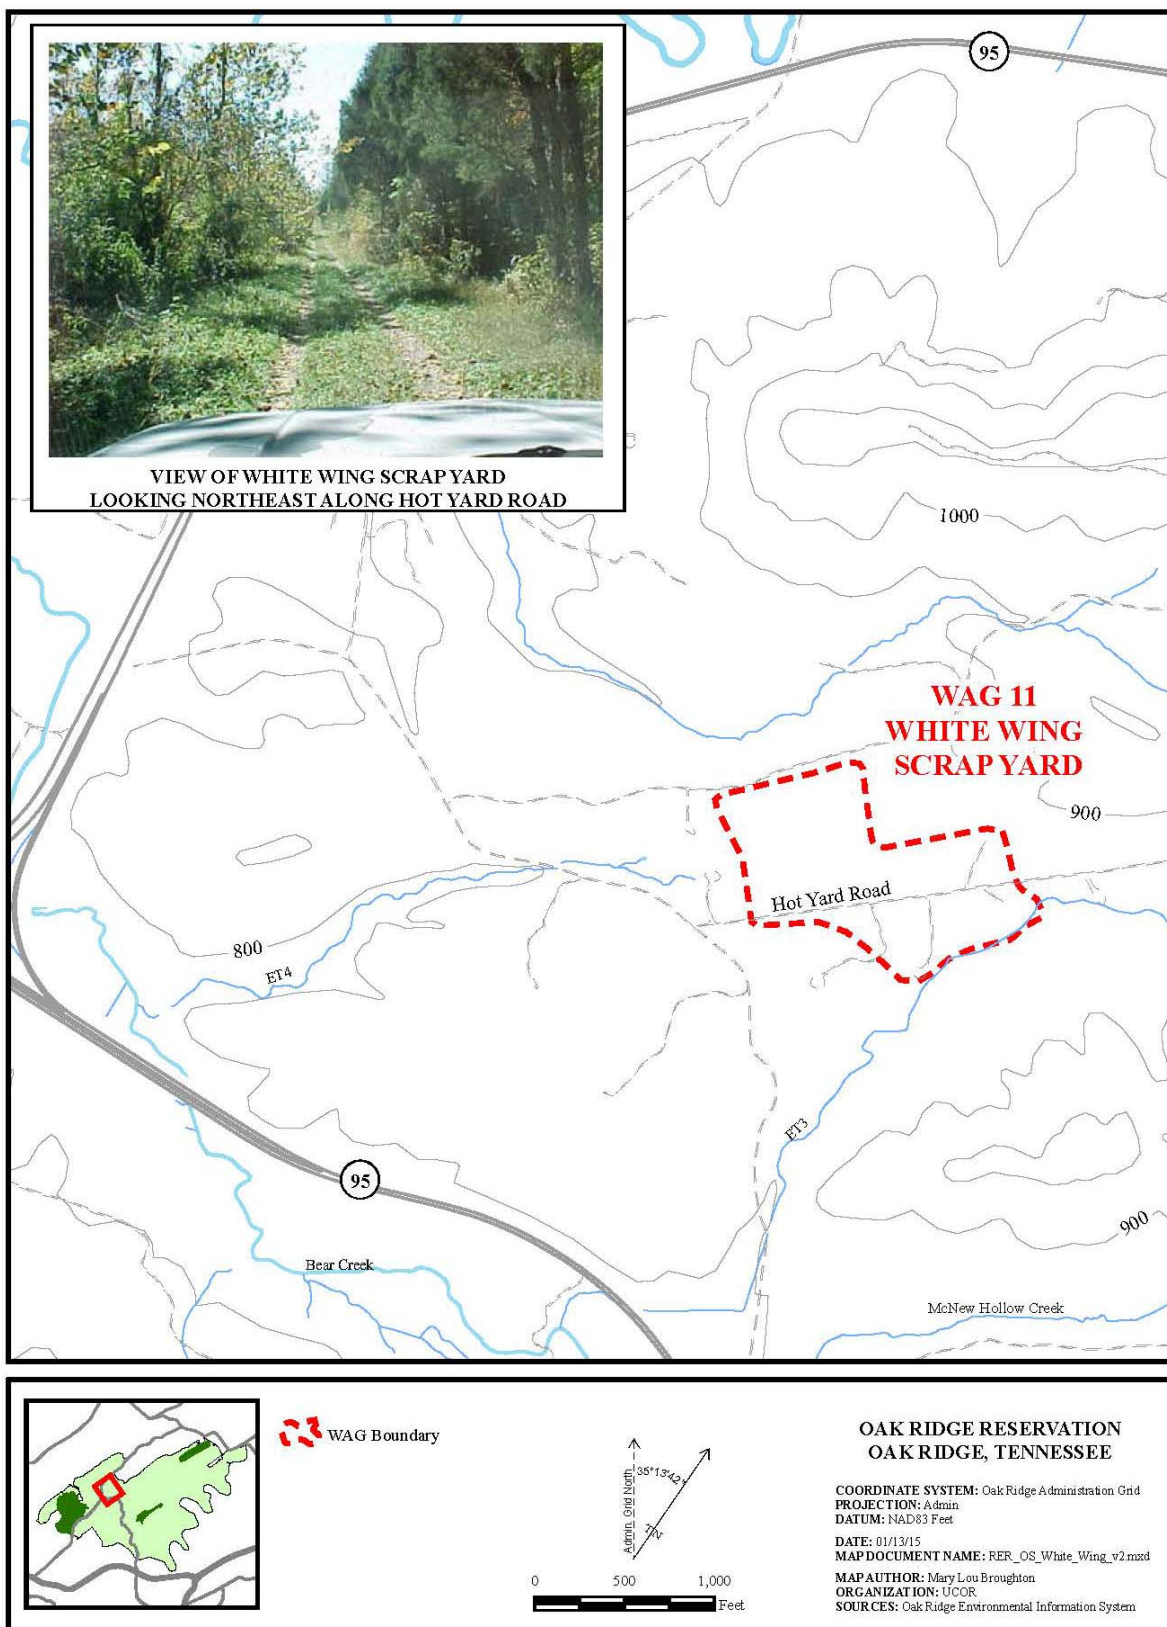 95
VIEW OF WHITE WING SCRAP YARD
LOOKING NORTHEAST ALONG HOT YARD ROAD
1000
WAG 11
WHITE WING
SCRAP YARD
900
Hot Yard Road
800
ET4
ET3
95
900
Bear Creek
McNew Hollow Creek
WAG Boundary
Admin. Grid North
35°13'42"
T/N
0 500 1,000
Feet
OAK RIDGE RESERVATION
OAK RIDGE, TENNESSEE
COORDINATE SYSTEM: Oak Ridge Administration Grid
PROJECTION: Admin
DATUM: NAD83 Feet
DATE: 01/13/15
MAP DOCUMENT NAME: RER_OS_White_Wing_v2.mxd
MAP AUTHOR: Mary Lou Broughton
ORGANIZATION: UCOR
SOURCES: Oak Ridge Environmental Information System